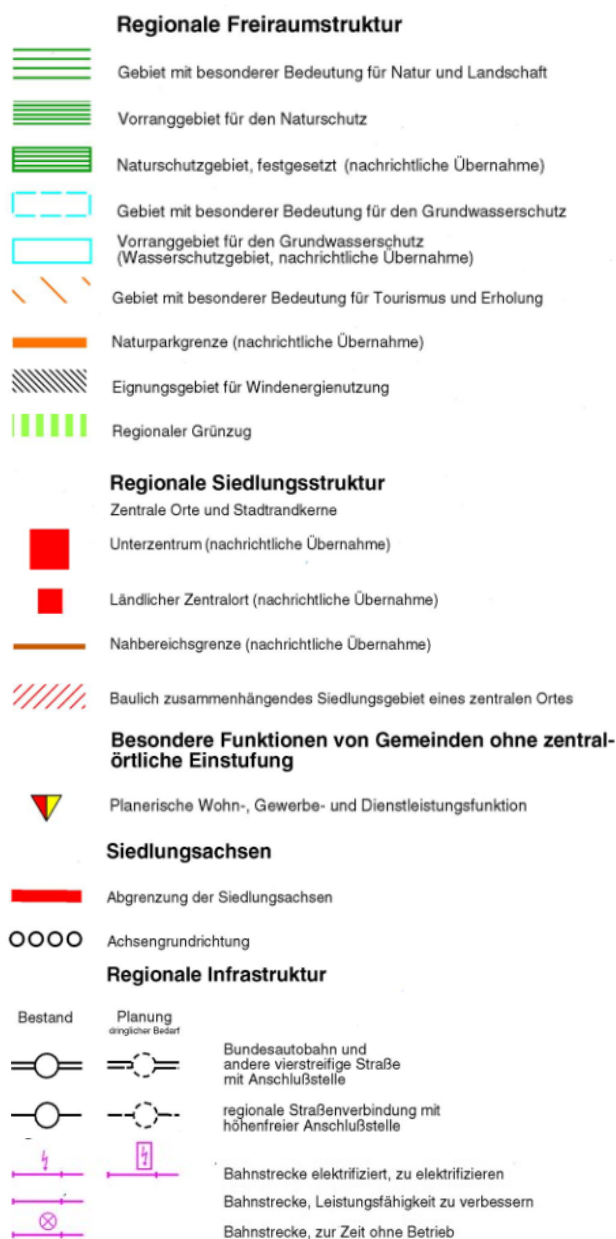 Regionale Freiraumstruktur
Gebiet mit besonderer Bedeutung für Natur und Landschaft
Vorranggebiet für den Naturschutz
Naturschutzgebiet, festgesetzt (nachrichtliche Übernahme)
Gebiet mit besonderer Bedeutung für den Grundwasserschutz
Vorranggebiet für den Grundwasserschutz
(Wasserschutzgebiet, nachrichtliche Übernahme)
Gebiet mit besonderer Bedeutung für Tourismus und Erholung
Naturparkgrenze (nachrichtliche Übernahme)
Eignungsgebiet für Windenergienutzung
Regionaler Grünzug
Regionale Siedlungsstruktur
Zentrale Orte und Stadtrandkerne
Unterzentrum (nachrichtliche Übernahme)
Ländlicher Zentralort (nachrichtliche Übernahme)
Nahbereichsgrenze (nachrichtliche Übernahme)
Baulich zusammenhängendes Siedlungsgebiet eines zentralen Ortes
Besondere Funktionen von Gemeinden ohne zentral-
örtliche Einstufung
Planerische Wohn-, Gewerbe- und Dienstleistungsfunktion
Siedlungsachsen
Abgrenzung der Siedlungsachsen
Achsengrundrichtung
Regionale Infrastruktur
Bestand Planung
dringlicher Bedarf
Bundesautobahn und
andere vierstreifige Straße
mit Anschlußstelle
regionale Straßenverbindung mit
höhenfreier Anschlußstelle
Bahnstrecke elektrifiziert, zu elektrifizieren
Bahnstrecke, Leistungsfähigkeit zu verbessern
Bahnstrecke, zur Zeit ohne Betrieb